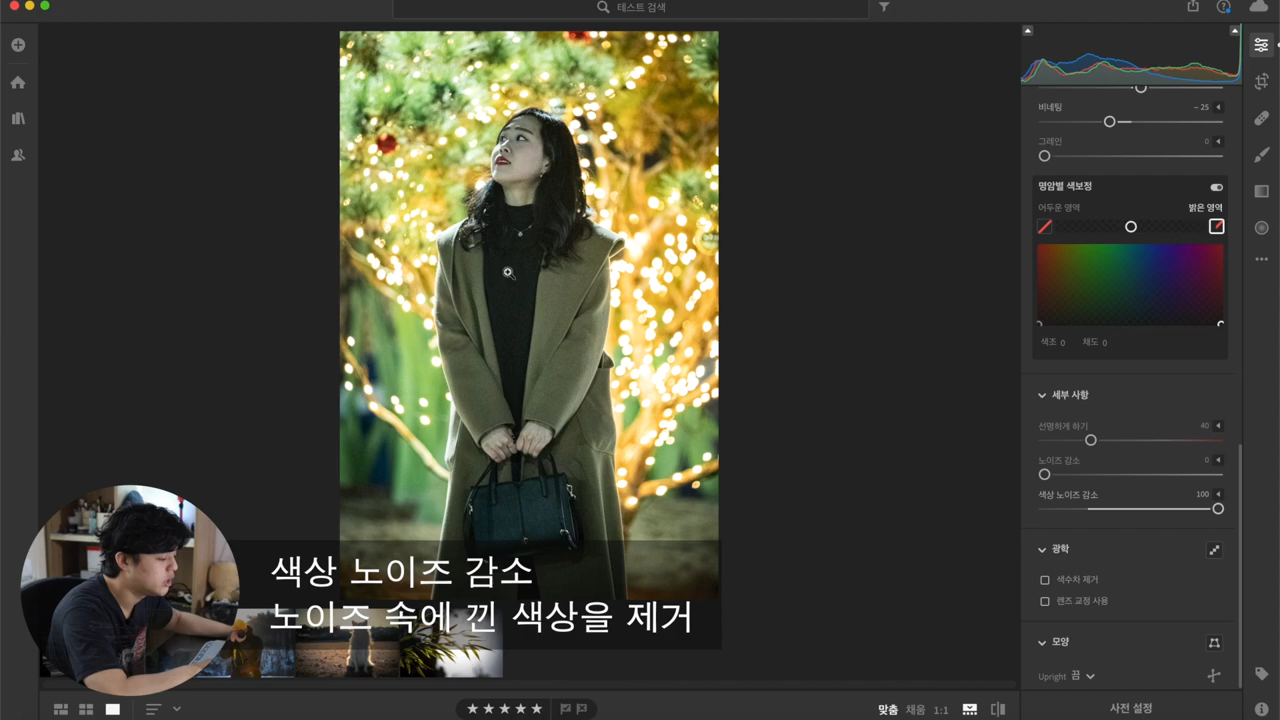 테스트 검색
비네팅 – 25
그레인 0
명암별 색보정
어두운 영역 밝은 영역
색조 0 채도 0
세부 사항
선명하게 하기 40
노이즈 감소 0
색상 노이즈 감소 100
광학
색수차 제거
렌즈 교정 사용
모양
Upright 끔
색상 노이즈 감소
노이즈 속에 낀 색상을 제거
맞춤 채움 1:1
사전 설정